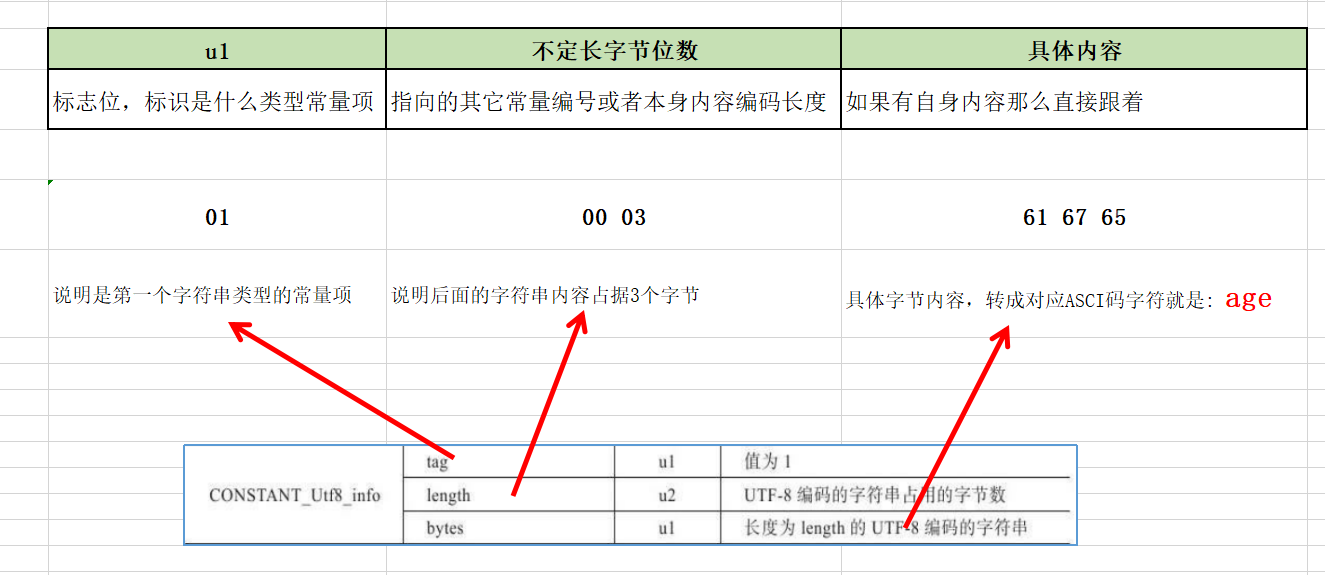 u1 不定长字节位数 具体内容
标志位，标识是什么类型常量项 指向的其它常量编号或者本身内容编码长度 如果有自身内容那么直接跟着
01 00 03 61 67 65
说明是第一个字符串类型的常量项 说明后面的字符串内容占据3个字节 具体字节内容，转成对应ASCI码字符就是: age
tag u1 值为 1
CONSTANT_Utf8_info length u2 UTF-8 编码的字符串占用的字节数
bytes u1 长度为 length 的 UTF-8 编码的字符串